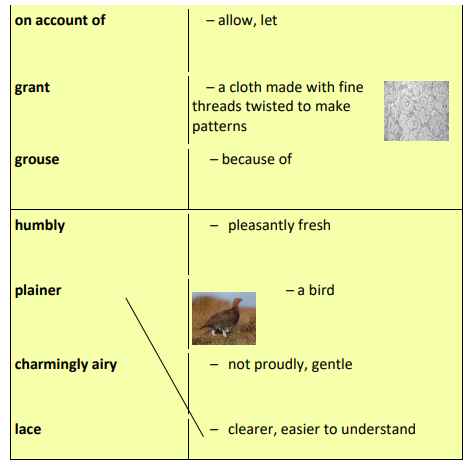 on account of – allow, let
grant – a cloth made with fine
threads twisted to make
patterns
grouse – because of
humbly – pleasantly fresh
plainer – a bird
charmingly airy – not proudly, gentle
lace – clearer, easier to understand